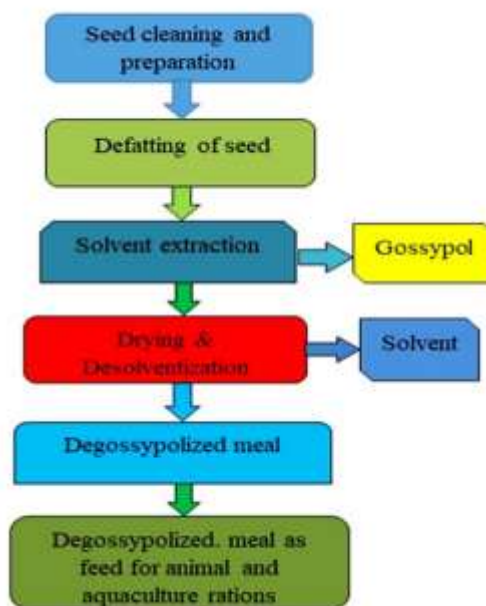 Seed cleaning and
preparation
Defatting of seed
Solvent extraction
Gossypol
Drying &
Desolventization
Solvent
Degossypolized meal
Degossypolized. meal as
feed for animal and
aquaculture rations